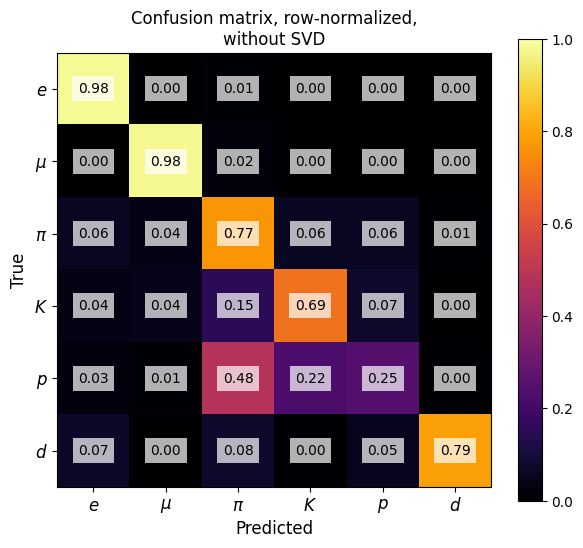 Confusion matrix, row-normalized,
without SVD
e 0.98 0.00 0.01 0.00 0.00 0.00
μ 0.00 0.98 0.02 0.00 0.00 0.00
π 0.06 0.04 0.77 0.06 0.06 0.01
K 0.04 0.04 0.15 0.69 0.07 0.00
p 0.03 0.01 0.48 0.22 0.25 0.00
d 0.07 0.00 0.08 0.00 0.05 0.79
e μ π K p d
Predicted
True
1.0
0.8
0.6
0.4
0.2
0.0